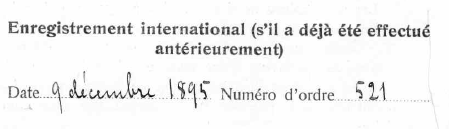 Enregistrement international (s'il a déjà été effectué
antérieurement)
Date 9 décembre 1895 Numéro d'ordre 521